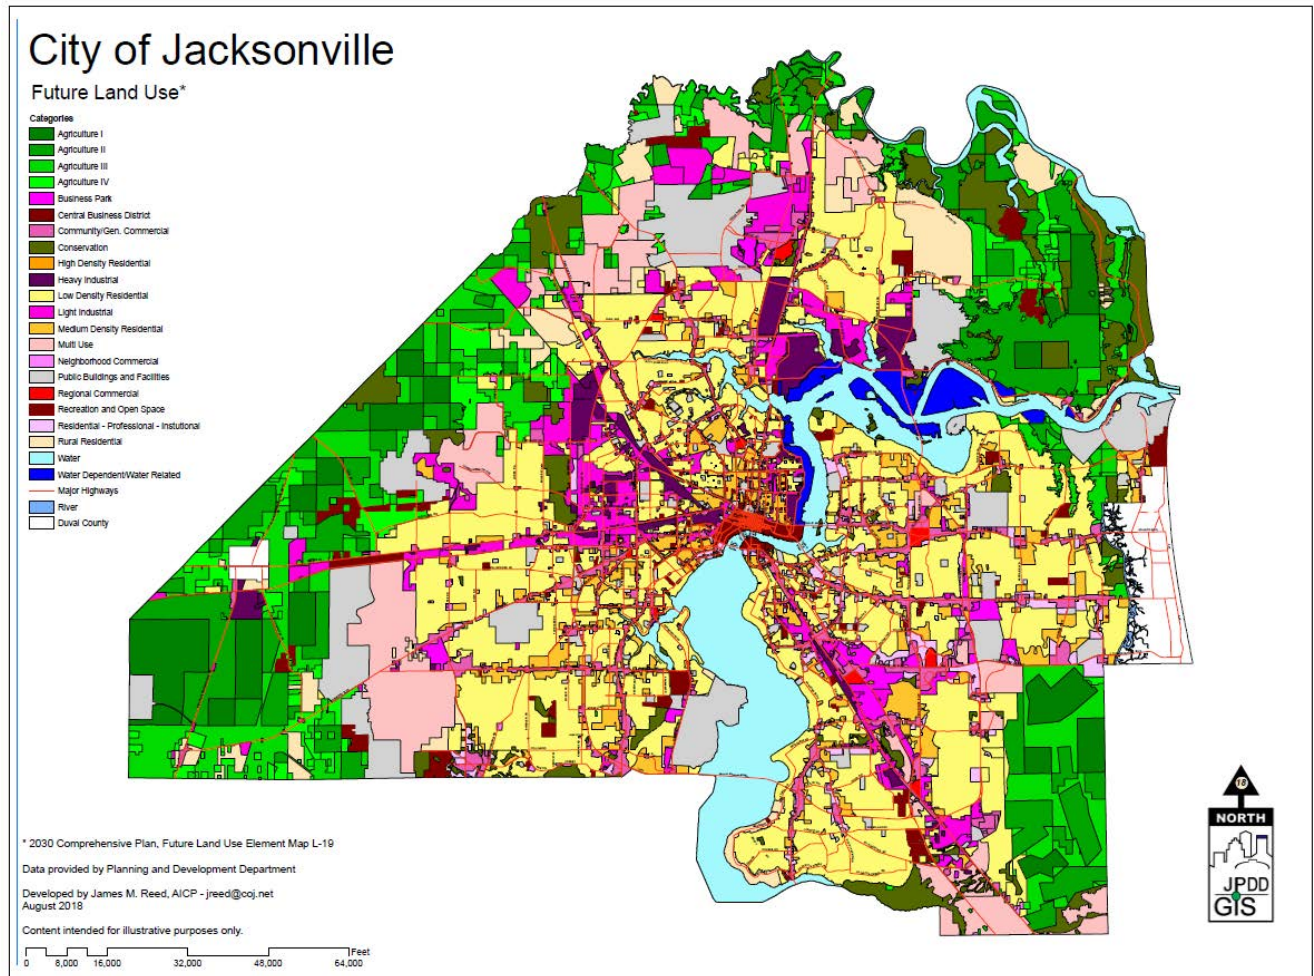 City of Jacksonville
Future Land Use*
Categories
Agriculture I
Agriculture II
Agriculture III
Agriculture IV
Business Park
Central Business District
Community/Gen. Commercial
Conservation
High Density Residential
Heavy Industrial
Low Density Residential
Light Industrial
Medium Density Residential
Multi Use
Neighborhood Commercial
Public Buildings and Facilities
Regional Commercial
Recreation and Open Space
Residential - Professional - Instutional
Rural Residential
Water
Water Dependent/Water Related
Major Highways
River
Duval County
* 2030 Comprehensive Plan, Future Land Use Element Map L-19
Data provided by Planning and Development Department
Developed by James M. Reed, AICP - jreed@coj.net
August 2018
Content intended for illustrative purposes only.
Feet
0 8,000 16,000 32,000 48,000 64,000
18
NORTH
JPDD
GIS